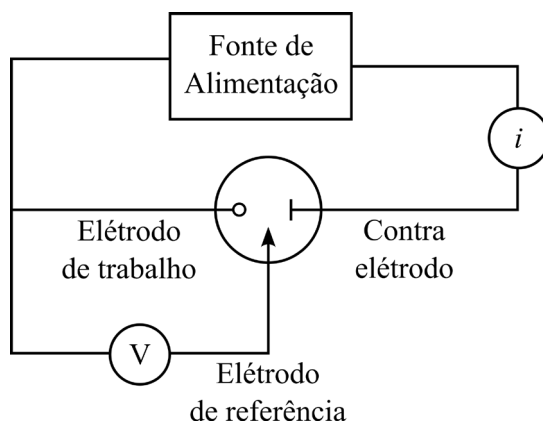 Fonte de
Alimentação
i
Elétrodo
de trabalho
Contra
elétrodo
V
Elétrodo
de referência